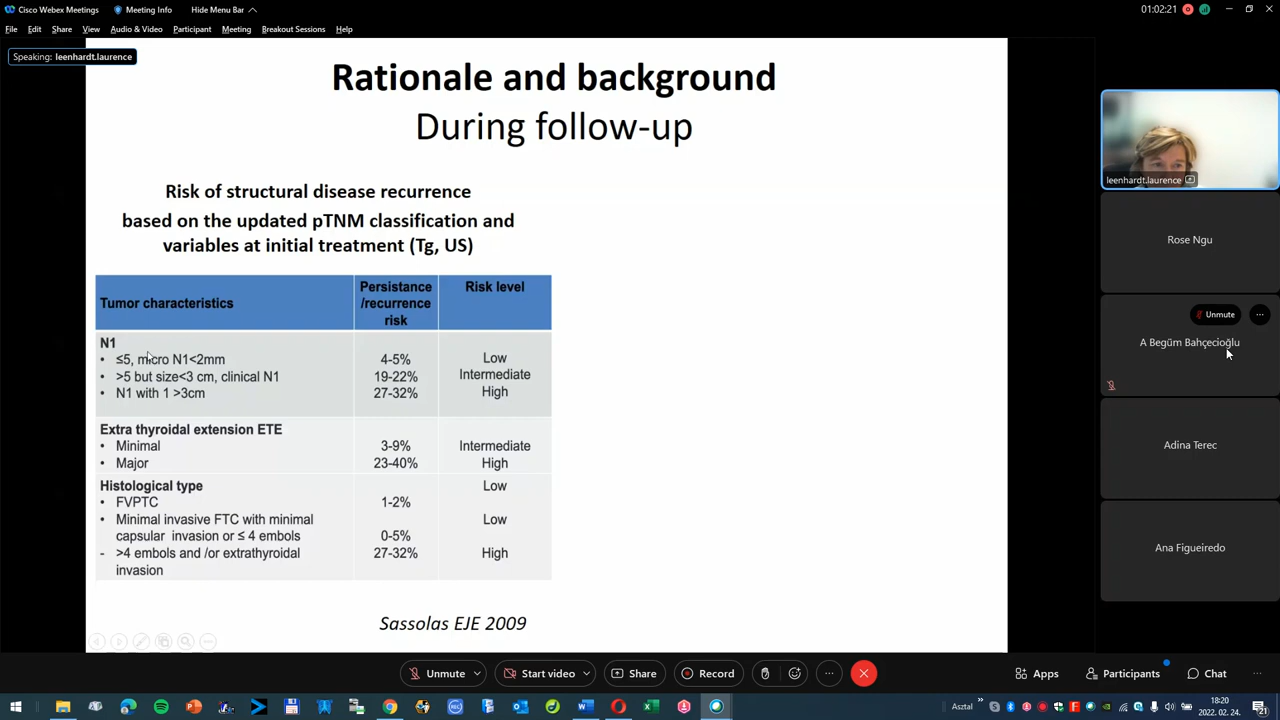 Cisco Webex Meetings
Meeting Info
Hide Menu Bar
01:02:21
File Edit Share View Audio & Video Participant Meeting Breakout Sessions Help
Speaking: leenhardt.laurence
Rationale and background
During follow-up
Risk of structural disease recurrence
based on the updated pTNM classification and
variables at initial treatment (Tg, US)
Tumor characteristics
Persistance
/recurrence
risk
Risk level
N1
• ≤5, micro N1<2mm 4-5% Low
• >5 but size<3 cm, clinical N1 19-22% Intermediate
• N1 with 1 >3cm 27-32% High
Extra thyroidal extension ETE
• Minimal 3-9% Intermediate
• Major 23-40% High
Histological type Low
• FVPTC 1-2%
• Minimal invasive FTC with minimal Low
capsular invasion or ≤ 4 embols 0-5%
- >4 embols and /or extrathyroidal 27-32% High
invasion
Sassolas EJE 2009
leenhardt.laurence
Rose Ngu
Unmute
A Begüm Bahçecioğlu
Adina Terec
Ana Figueiredo
Unmute
Start video
Share
Record
Apps
Participants
Chat
Asztal
18:20
2022. 02. 24.